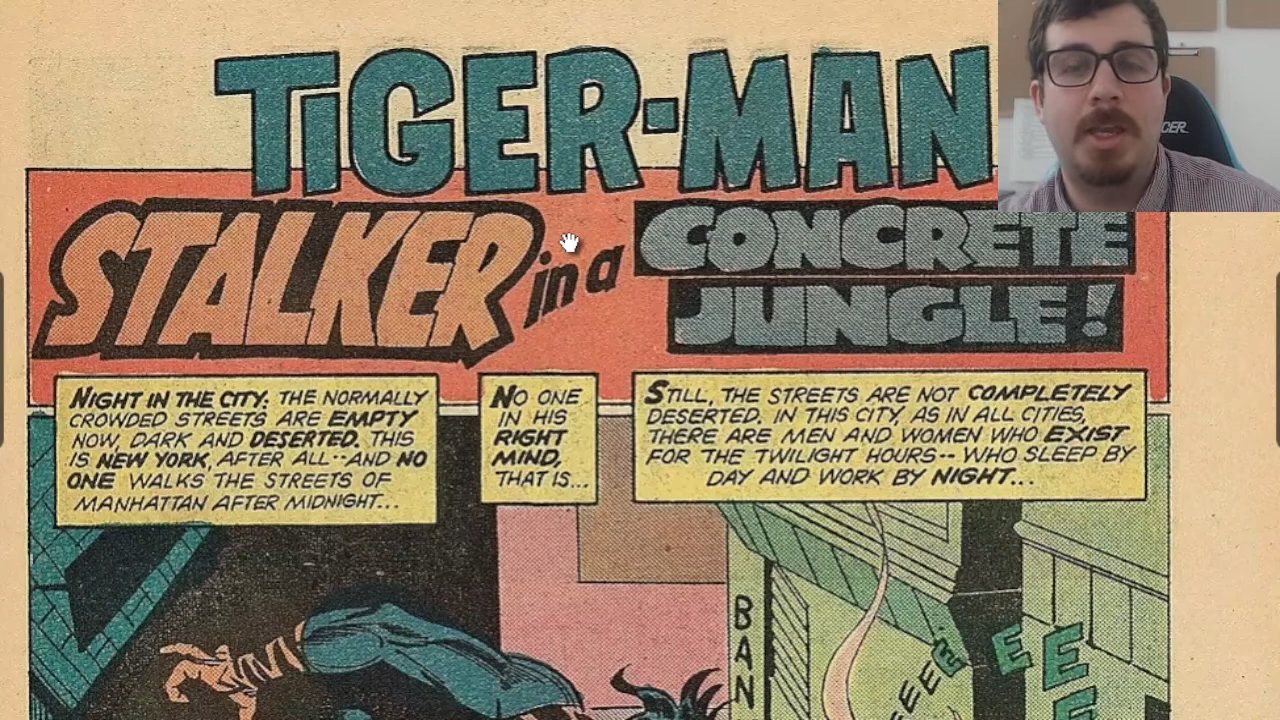 TIGER-MAN
STALKER in a CONCRETE
JUNGLE!
NIGHT IN THE CITY. THE NORMALLY
CROWDED STREETS ARE EMPTY
NOW, DARK AND DESERTED. THIS
IS NEW YORK, AFTER ALL--AND NO
ONE WALKS THE STREETS OF
MANHATTAN AFTER MIDNIGHT...
NO ONE
IN HIS
RIGHT
MIND,
THAT IS...
STILL, THE STREETS ARE NOT COMPLETELY
DESERTED. IN THIS CITY, AS IN ALL CITIES,
THERE ARE MEN AND WOMEN WHO EXIST
FOR THE TWILIGHT HOURS-- WHO SLEEP BY
DAY AND WORK BY NIGHT...
BAN
EEEE
E E